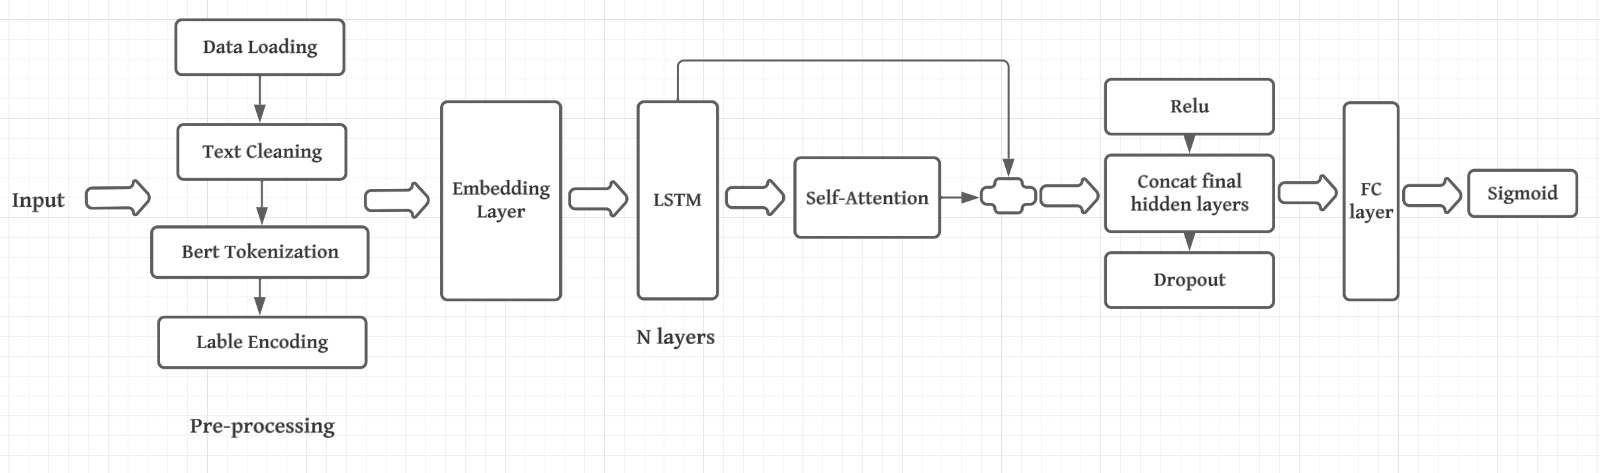 Input
Data Loading
Text Cleaning
Bert Tokenization
Lable Encoding
Pre-processing
Embedding
Layer
LSTM
N layers
Self-Attention
Relu
Concat final
hidden layers
Dropout
FC
layer
Sigmoid